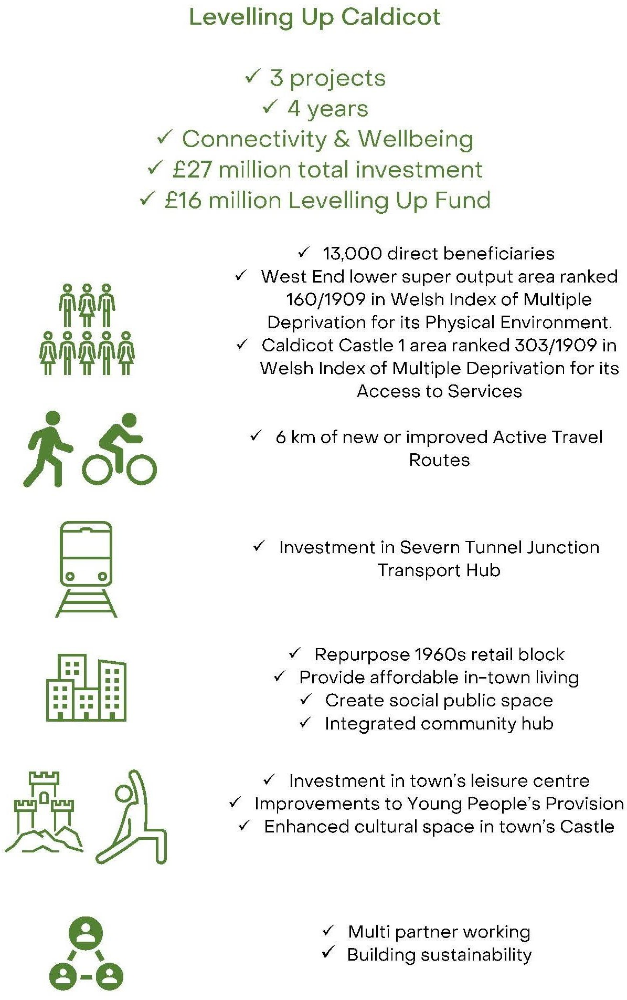 Levelling Up Caldicot
✓ 3 projects
✓ 4 years
✓ Connectivity & Wellbeing
✓ £27 million total investment
✓ £16 million Levelling Up Fund
✓ 13,000 direct beneficiaries
✓ West End lower super output area ranked
160/1909 in Welsh Index of Multiple
Deprivation for its Physical Environment.
✓ Caldicot Castle 1 area ranked 303/1909 in
Welsh Index of Multiple Deprivation for its
Access to Services
✓ 6 km of new or improved Active Travel
Routes
✓ Investment in Severn Tunnel Junction
Transport Hub
✓ Repurpose 1960s retail block
✓ Provide affordable in-town living
✓ Create social public space
✓ Integrated community hub
✓ Investment in town's leisure centre
✓ Improvements to Young People's Provision
✓ Enhanced cultural space in town's Castle
✓ Multi partner working
✓ Building sustainability